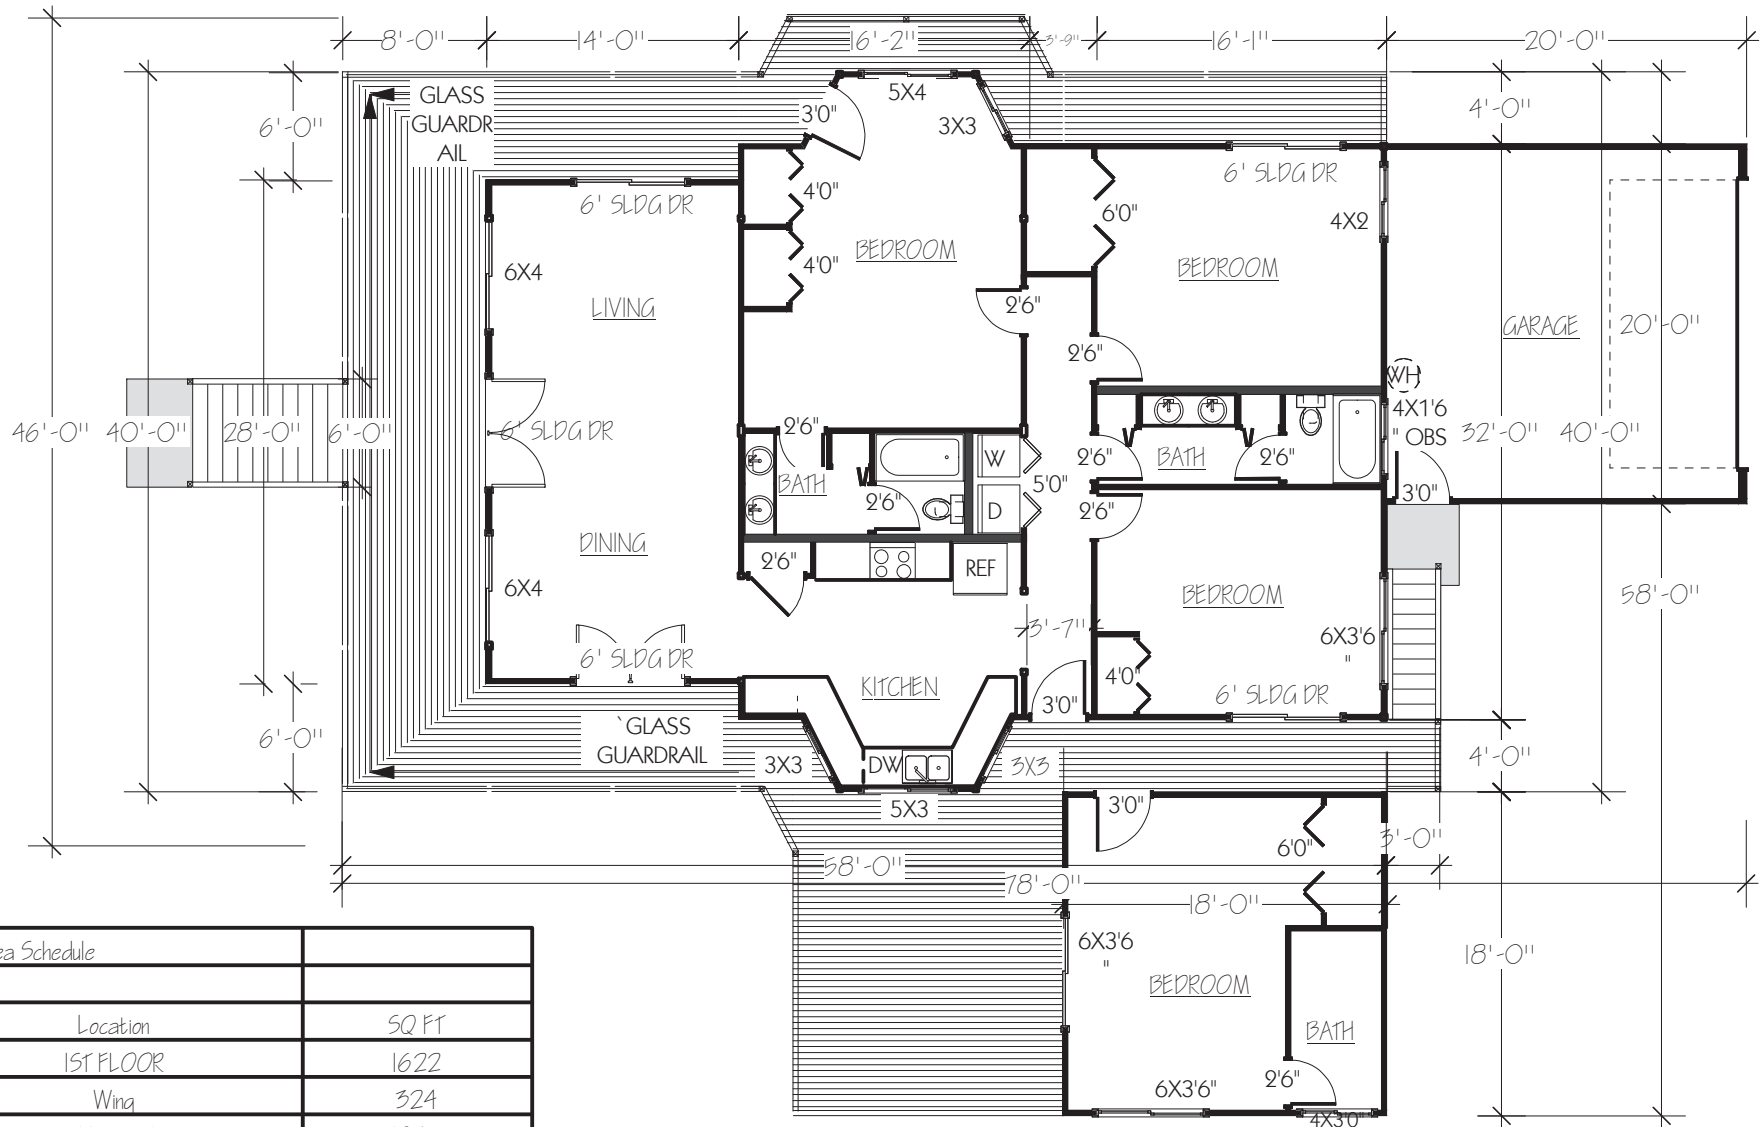 8'-0" 14'-0" 16'-2" 3'-9" 16'-1" 20'-0"
GLASS
GUARDR
AIL
6'-0"
3'0"
5X4
3X3
4'-0"
6' SLDG DR
4'0"
6'0"
6' SLDG DR
4X2
6X4
4'0"
BEDROOM
BEDROOM
LIVING
2'6"
GARAGE
20'-0"
2'6"
WH
46'-0" 40'-0" 28'-0" 6'-0"
6' SLDG DR
2'6"
4X1'6
" OBS
32'-0" 40'-0"
BATH
2'6"
W
D
5'0"
2'6"
BATH
2'6"
3'0"
2'6"
DINING
2'6"
REF
6X4
BEDROOM
58'-0"
3'-7"
6X3'6
"
6' SLDG DR
KITCHEN
4'0"
3'0"
6' SLDG DR
6'-0"
`GLASS
GUARDRAIL
3X3
DW
3X3
4'-0"
5X3
3'0"
6'0"
3'-0"
58'-0"
78'-0"
18'-0"
6X3'6
"
18'-0"
BEDROOM
BATH
2'6"
6X3'6"
4X3'0"
ea Schedule
Location SQ FT
1ST FLOOR 1622
Wing 324